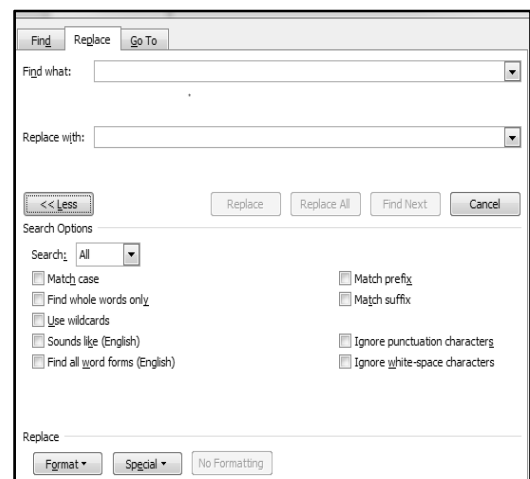 Find Replace Go To
Find what:
Replace with:
<< Less Replace Replace All Find Next Cancel
Search Options
Search: All
Match case Match prefix
Find whole words only Match suffix
Use wildcards
Sounds like (English) Ignore punctuation characters
Find all word forms (English) Ignore white-space characters
Replace
Format Special No Formatting